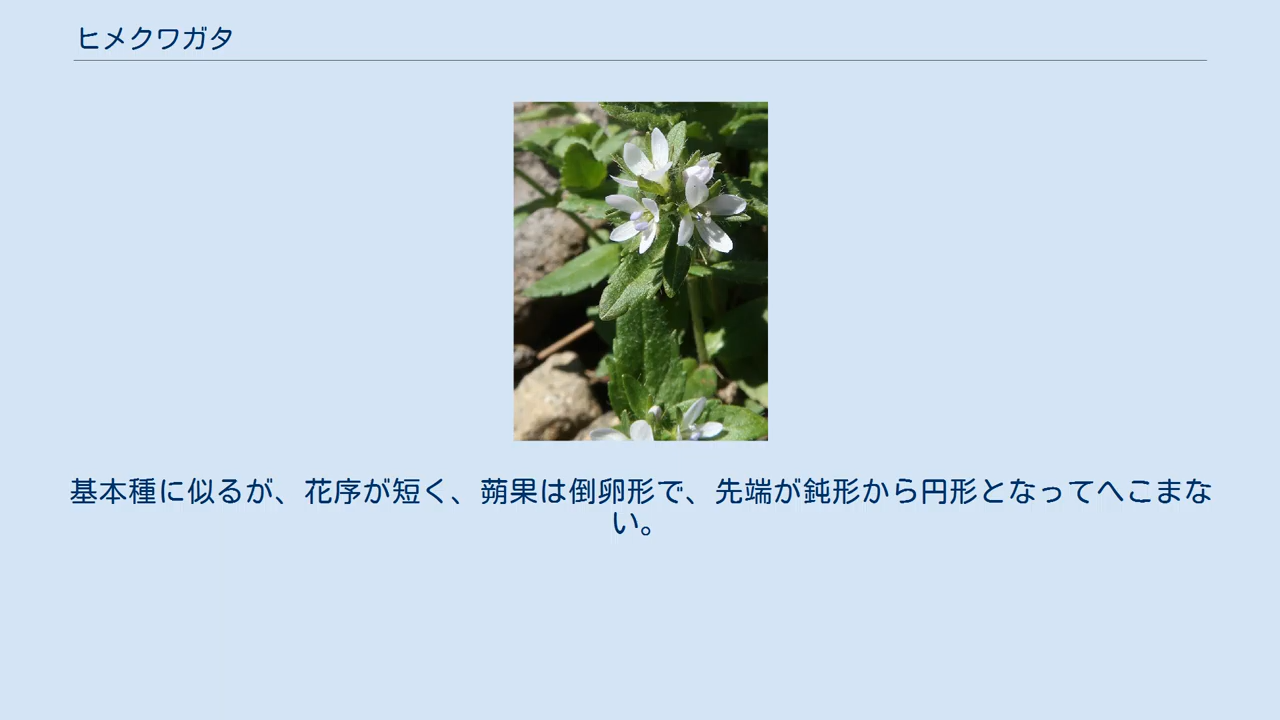 ヒメクワガタ
基本種に似るが、花序が短く、蒴果は倒卵形で、先端が鈍形から円形となってへこまな
い。